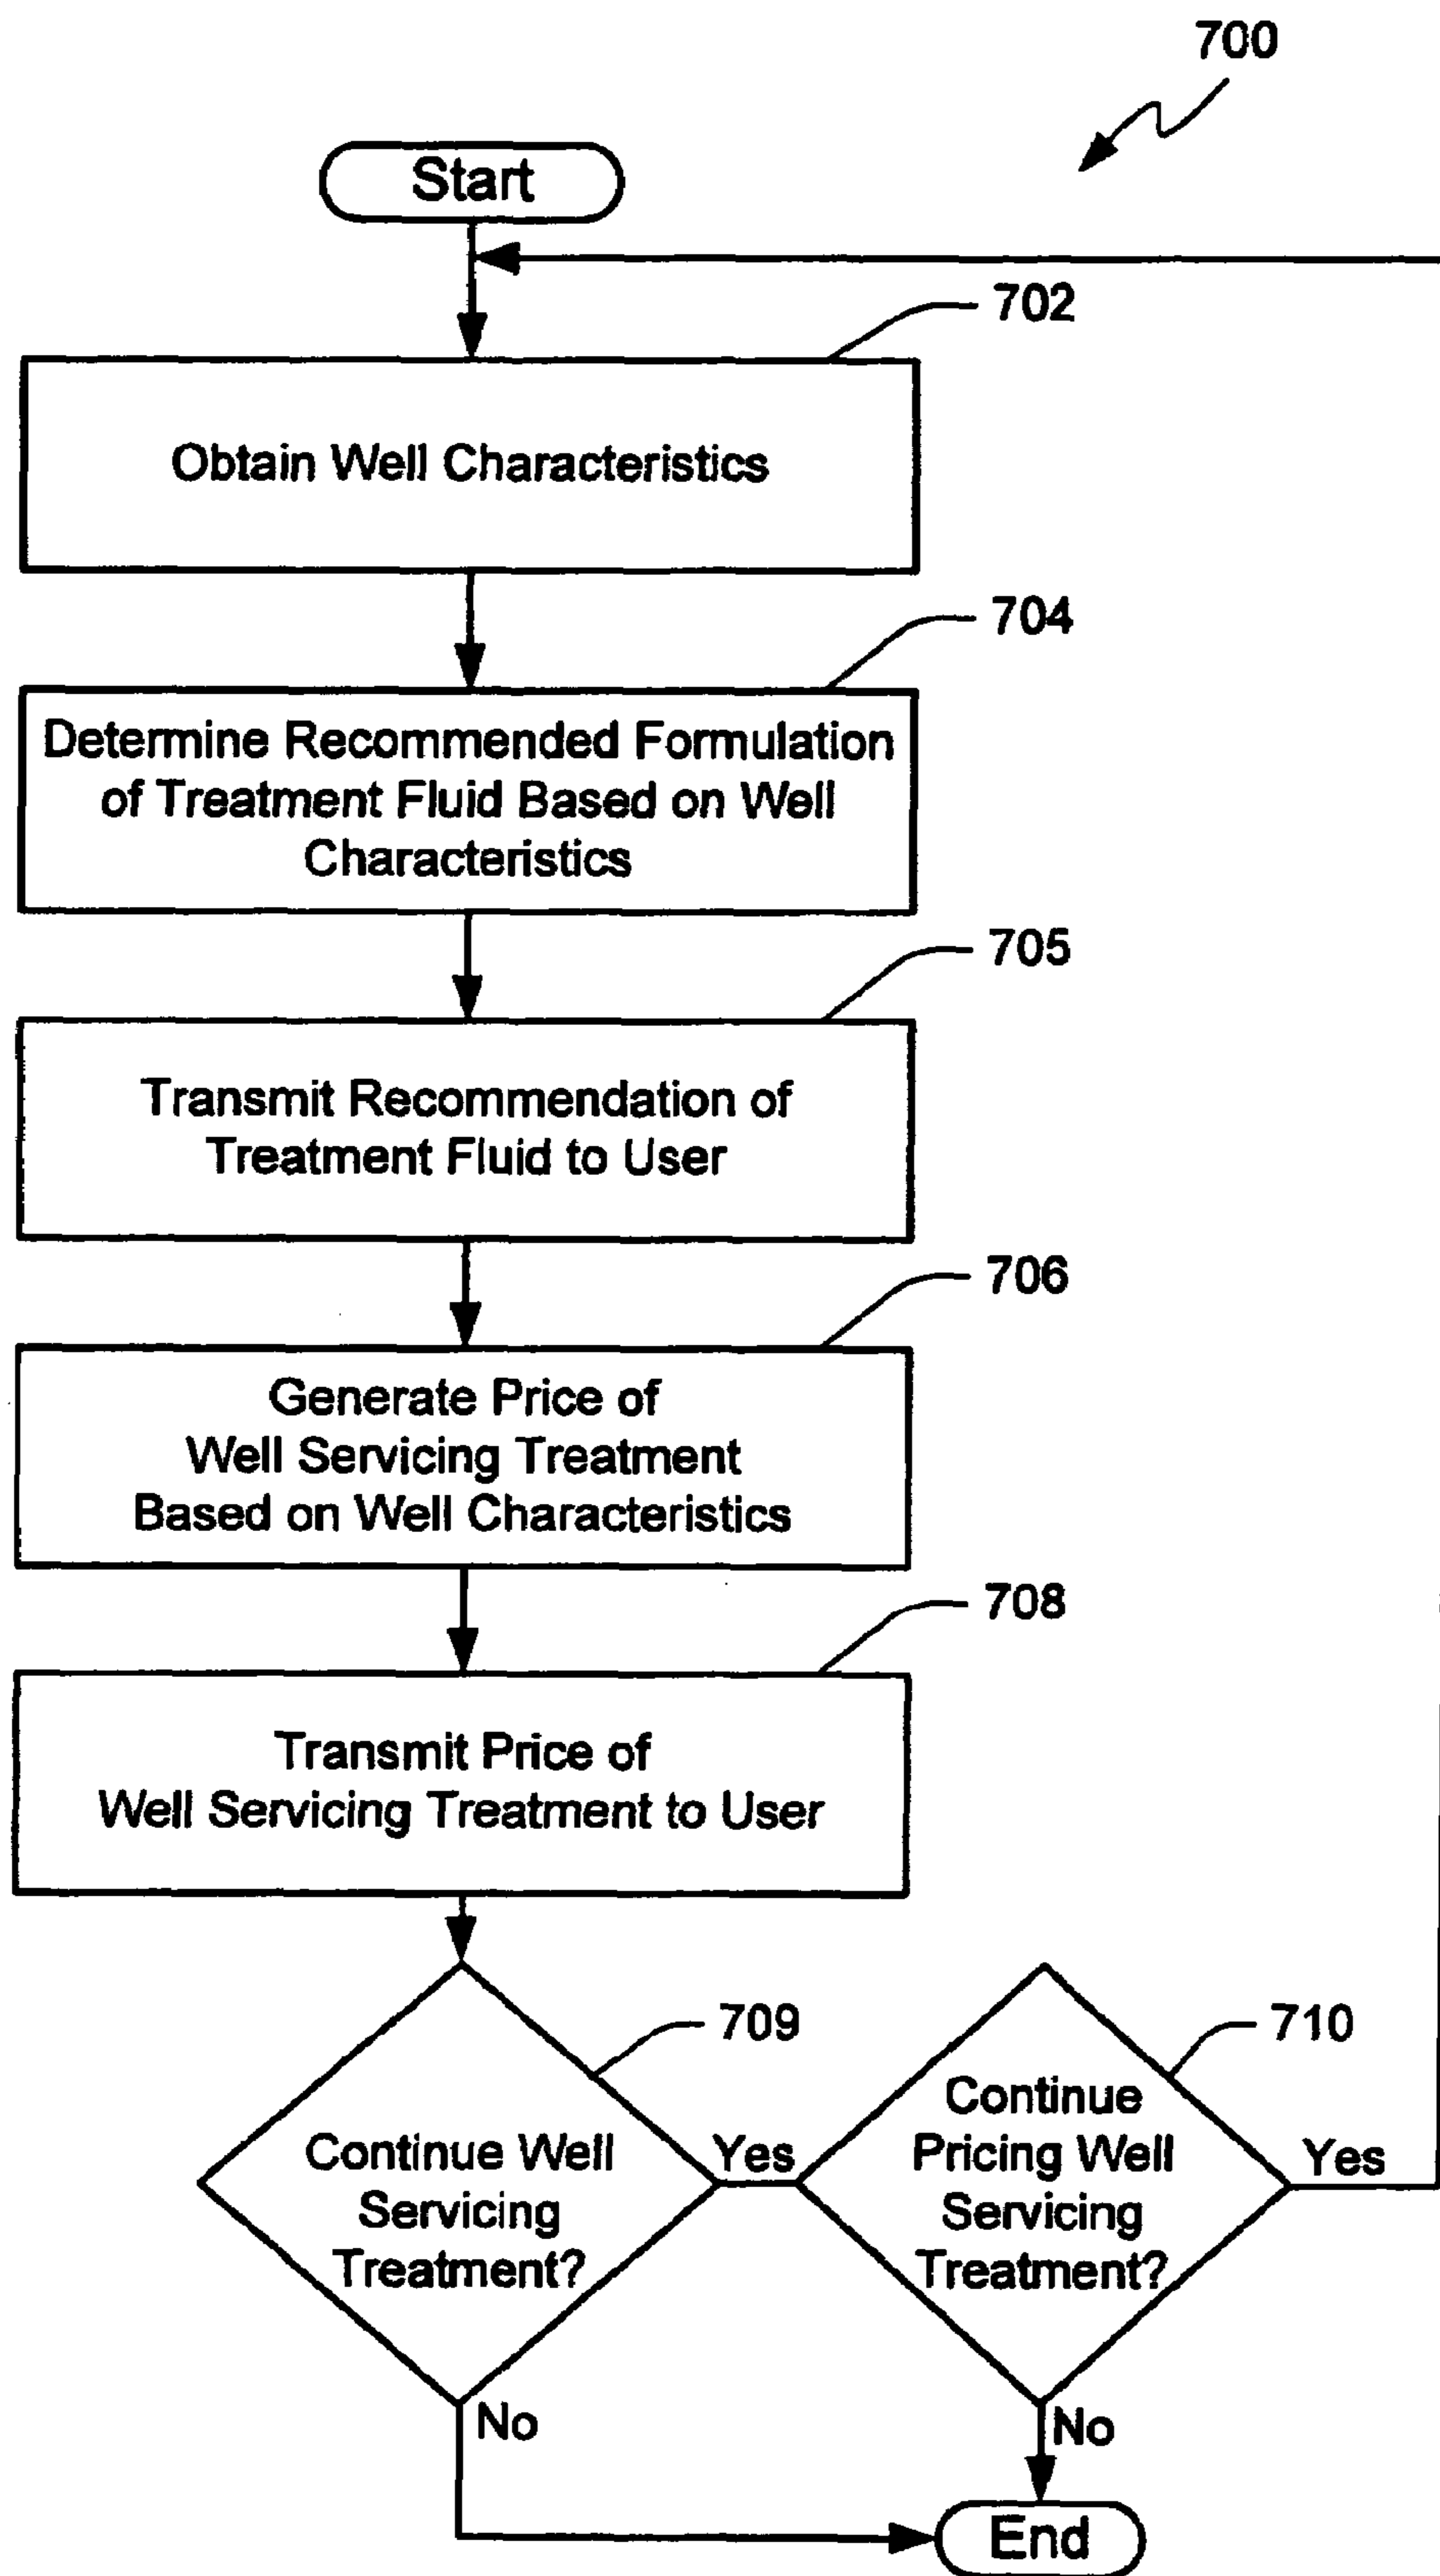 700
Start
702
Obtain Well Characteristics
704
Determine Recommended Formulation
of Treatment Fluid Based on Well
Characteristics
705
Transmit Recommendation of
Treatment Fluid to User
706
Generate Price of
Well Servicing Treatment
Based on Well Characteristics
708
Transmit Price of
Well Servicing Treatment to User
709
Continue Well
Servicing
Treatment?
Yes
No
710
Continue
Pricing Well
Servicing
Treatment?
Yes
No
End